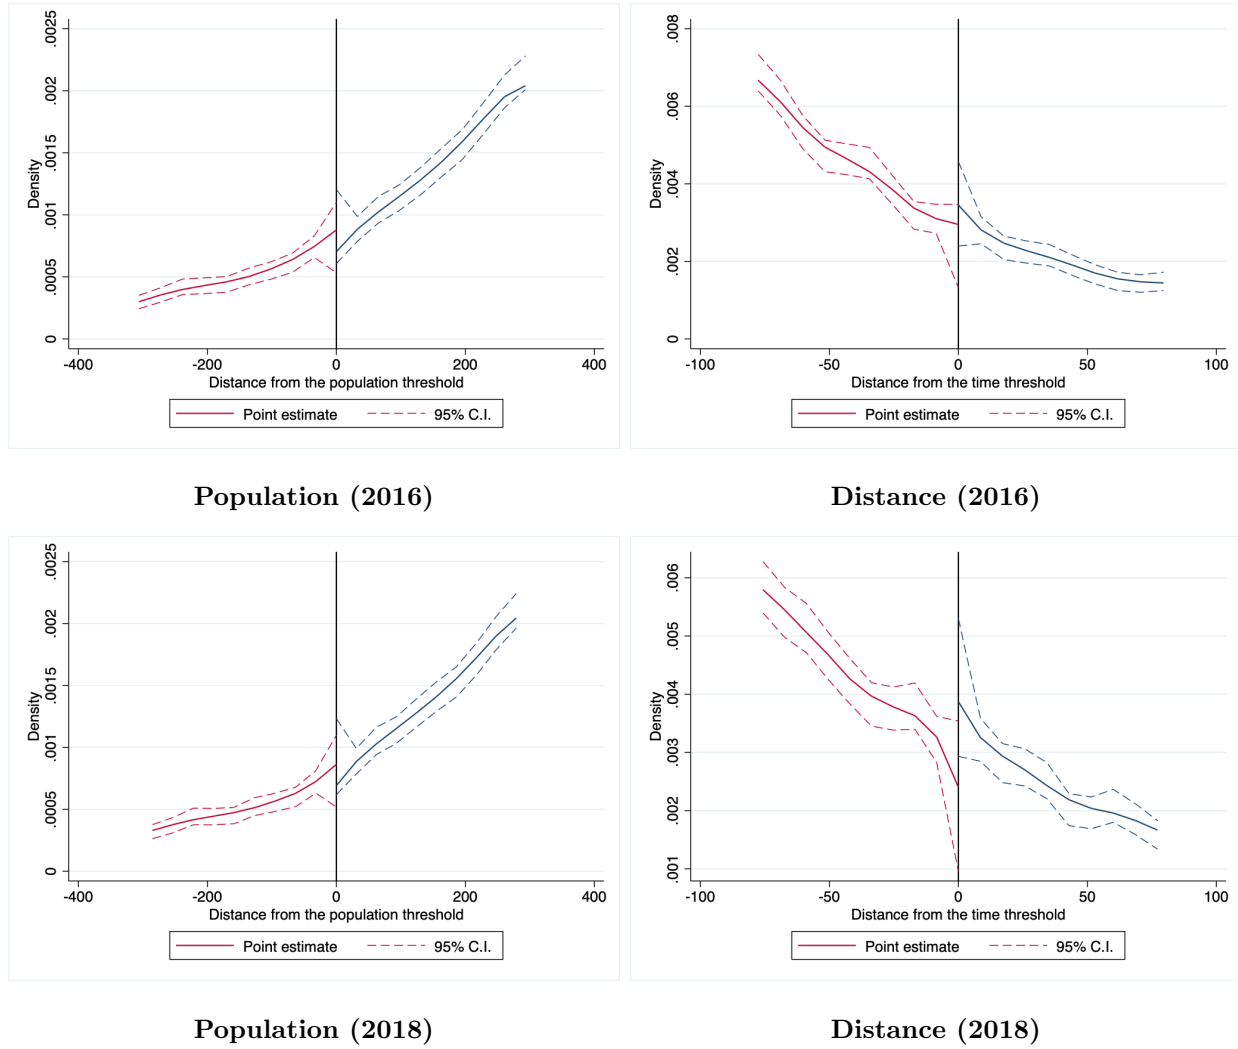 .0025
.002
.0015
.001
.0005
0
Density
-400 -200 0 200 400
Distance from the population threshold
Point estimate 95% C.I.
Population (2016)
.008
.006
.004
.002
0
Density
-100 -50 0 50 100
Distance from the time threshold
Point estimate 95% C.I.
Distance (2016)
.0025
.002
.0015
.001
.0005
0
Density
-400 -200 0 200 400
Distance from the population threshold
Point estimate 95% C.I.
Population (2018)
.006
.005
.004
.003
.002
.001
Density
-100 -50 0 50 100
Distance from the time threshold
Point estimate 95% C.I.
Distance (2018)